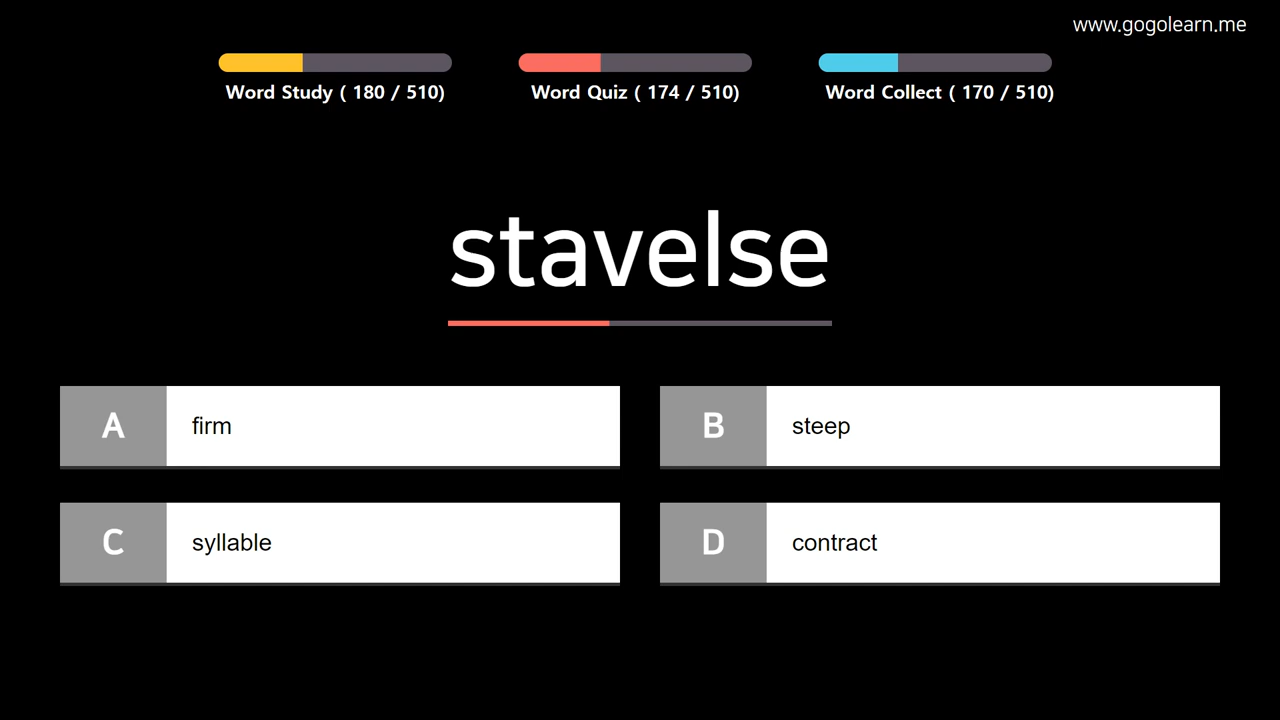 www.gogolearn.me
Word Study ( 180 / 510)
Word Quiz ( 174 / 510)
Word Collect ( 170 / 510)
stavelse
A firm
B steep
C syllable
D contract